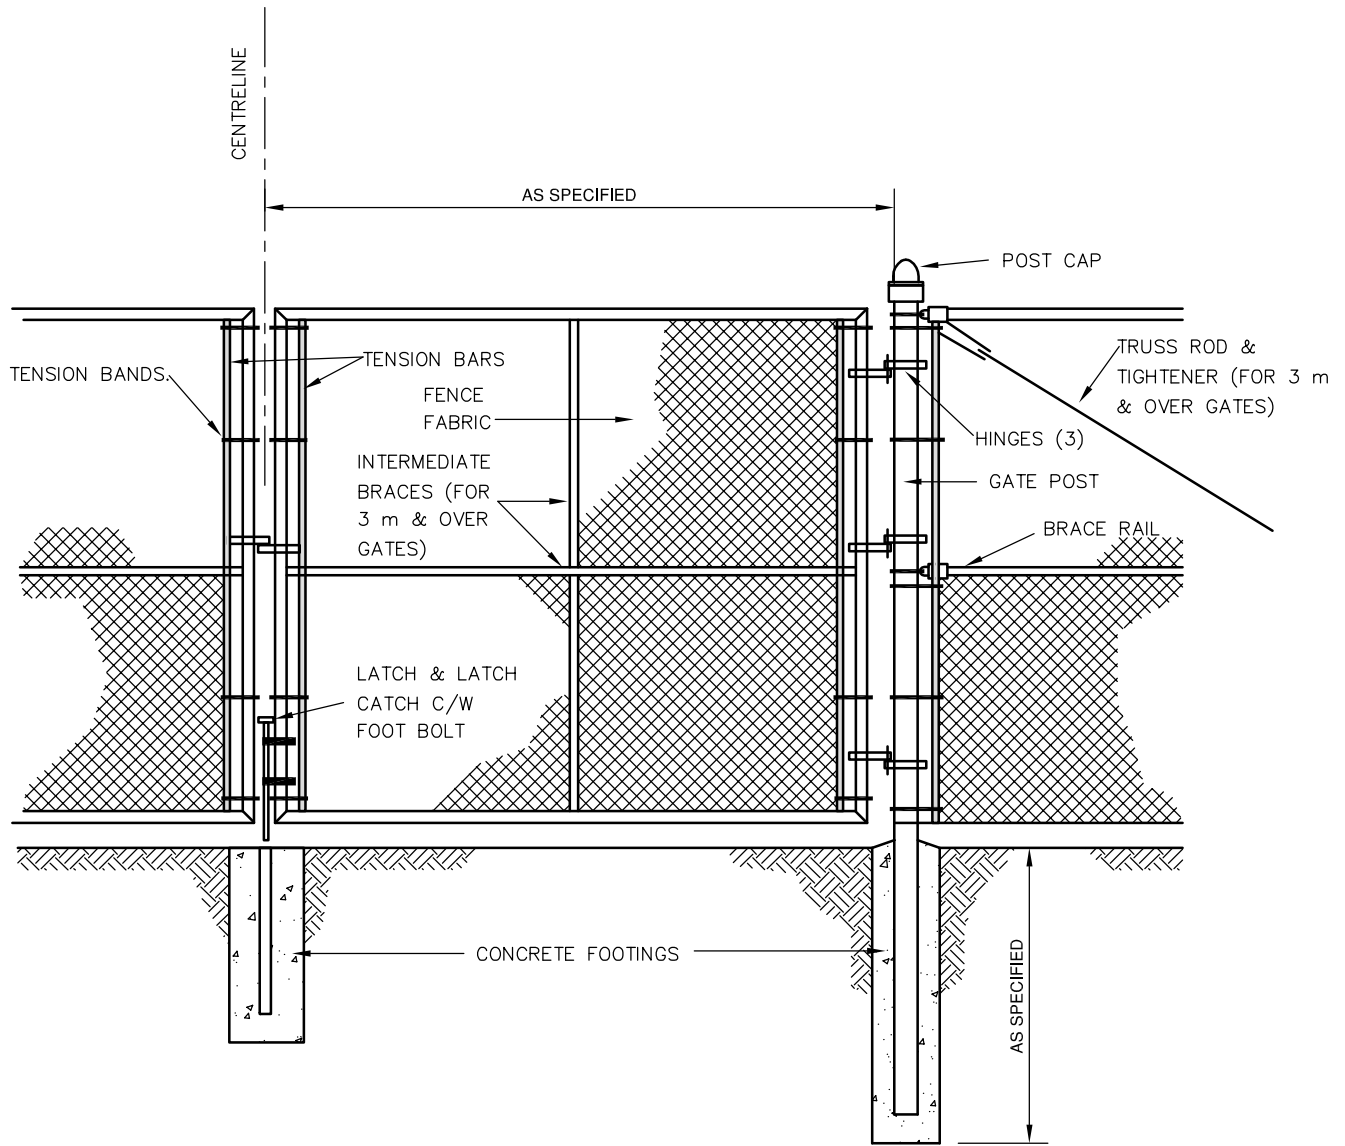 CENTRELINE
AS SPECIFIED
POST CAP
TENSION BARS
TENSION BANDS.
FENCE
FABRIC
TRUSS ROD &
TIGHTENER (FOR 3 m
& OVER GATES)
HINGES (3)
INTERMEDIATE
BRACES (FOR
3 m & OVER
GATES)
GATE POST
BRACE RAIL
LATCH & LATCH
CATCH C/W
FOOT BOLT
CONCRETE FOOTINGS
AS SPECIFIED